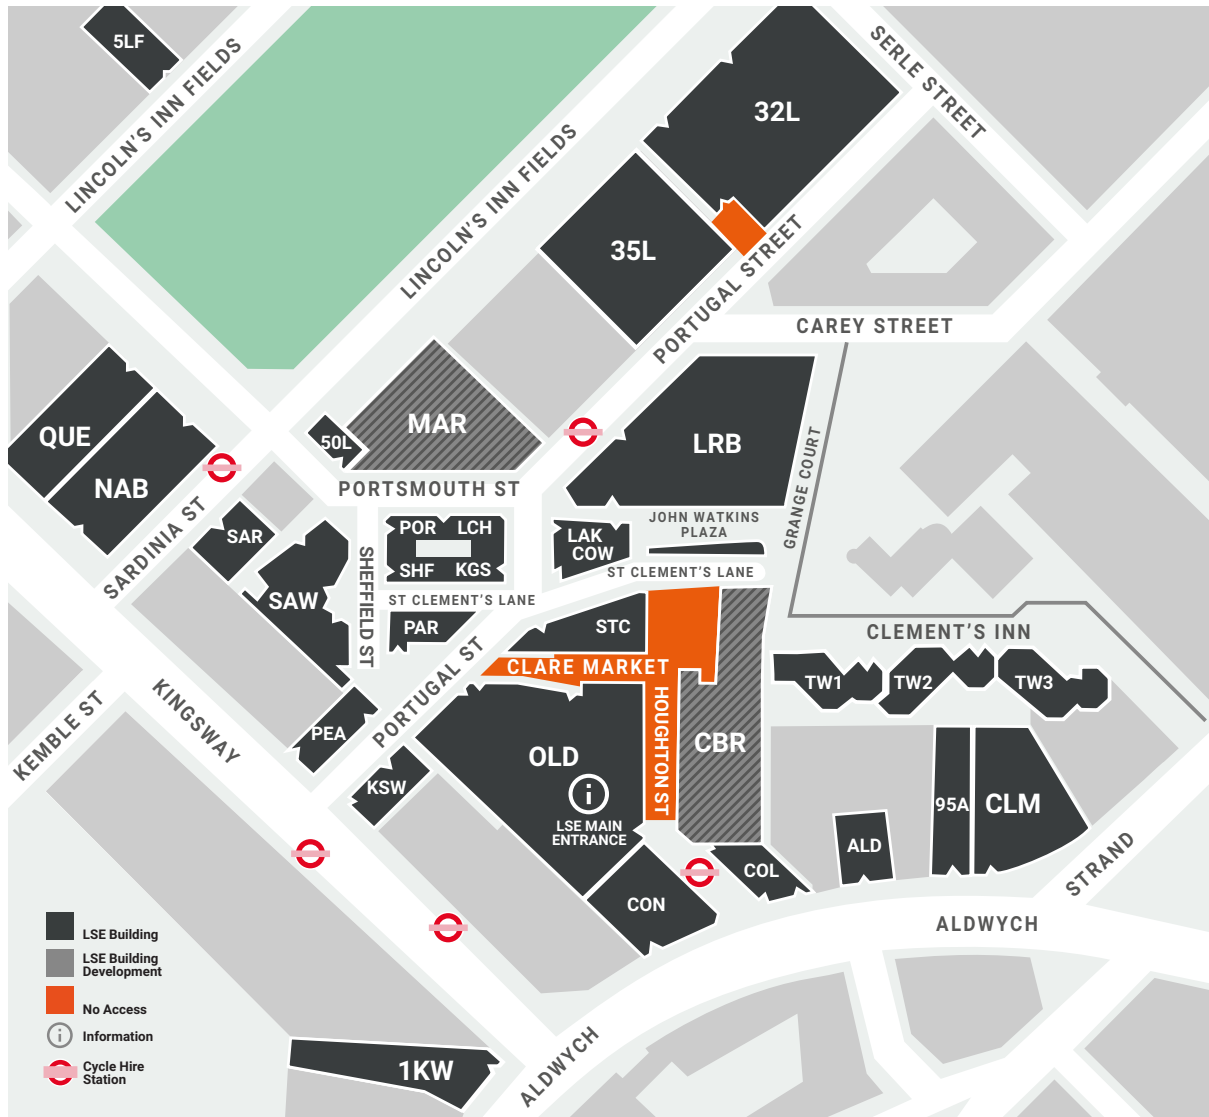 5LF
LINCOLN'S INN FIELDS
SERLE STREET
32L
LINCOLN'S INN FIELDS
35L
PORTUGAL STREET
CAREY STREET
QUE
NAB
50L
MAR
LRB
GRANGE COURT
PORTSMOUTH ST
SARDINIA ST
SAR
SAW
SHEFFIELD ST
POR
LCH
SHF
KGS
LAK
COW
JOHN WATKINS
PLAZA
ST CLEMENT'S LANE
ST CLEMENT'S LANE
PAR
STC
CLARE MARKET
HOUGHTON ST
CLEMENT'S INN
TW1
TW2
TW3
KEMBLE ST
KINGSWAY
PEA
PORTUGAL ST
KSW
OLD
LSE MAIN
ENTRANCE
CBR
95A
CLM
ALD
COL
CON
STRAND
ALDWYCH
ALDWYCH
1KW
LSE Building
LSE Building
Development
No Access
Information
Cycle Hire
Station